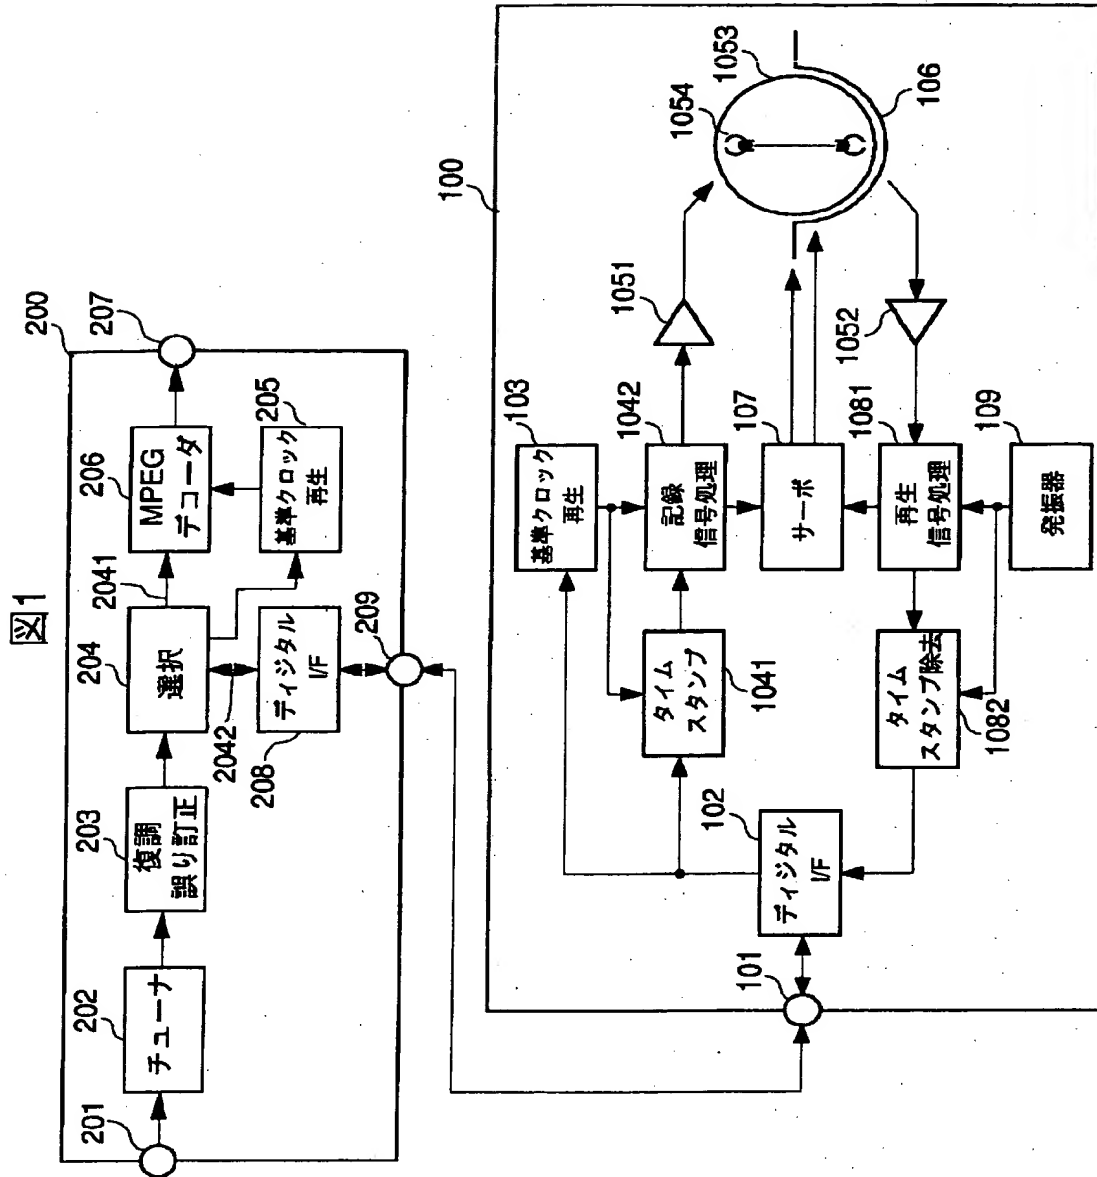 図1
200
201
チューナ
202
復調
誤り訂正
203
選択
204
2041
2042
MPEG
デコーダ
206
207
基準クロック
再生
205
ディジタル
I/F
208
209
100
101
ディジタル
I/F
102
基準クロック
再生
103
タイム
スタンプ
1041
記録
信号処理
1042
1051
1053
1054
106
サーボ
107
1052
再生
信号処理
1081
タイム
スタンプ除去
1082
発振器
109